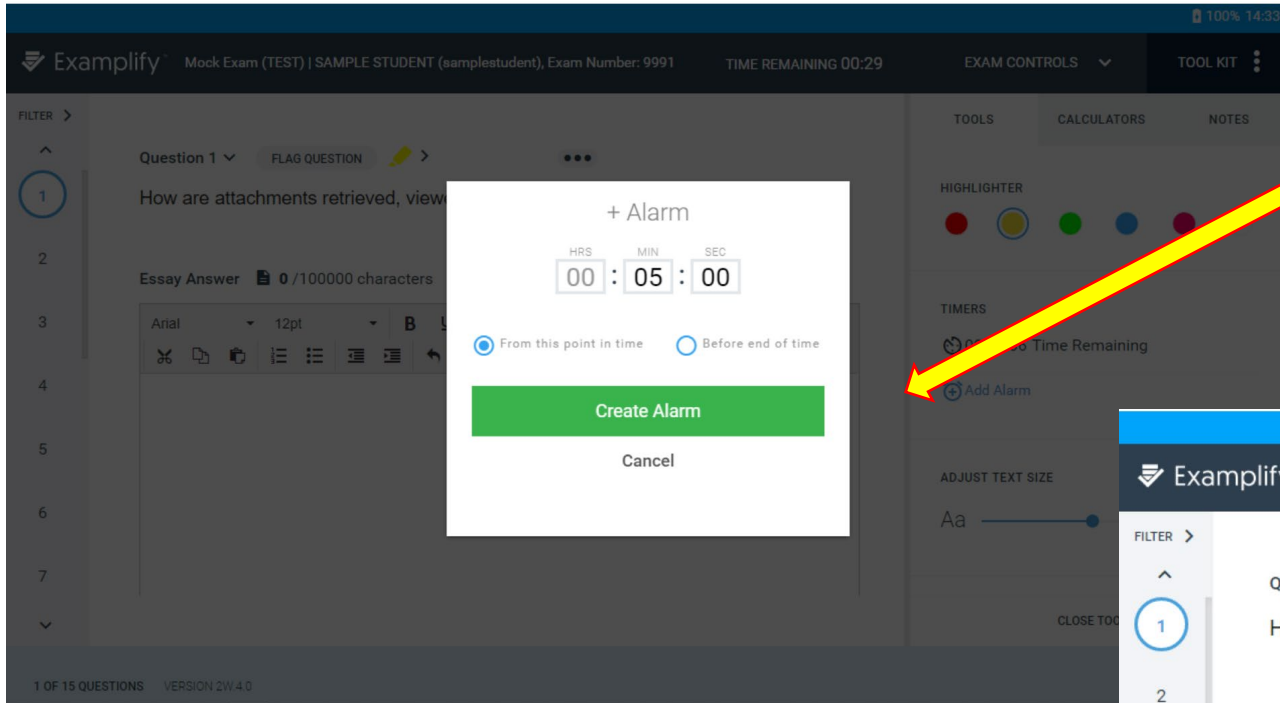 100% 14:33
Examplify Mock Exam (TEST) | SAMPLE STUDENT (samplestudent), Exam Number: 9991 TIME REMAINING 00:29 EXAM CONTROLS TOOL KIT
FILTER
TOOLS CALCULATORS NOTES
Question 1 FLAG QUESTION
1
How are attachments retrieved,
HIGHLIGHTER
+ Alarm
HRS MIN SEC
00 : 05 : 00
2
Essay Answer 0 /100000 characters
3
Arial 12pt B
TIMERS
From this point in time Before end of time
Time Remaining
4
Add Alarm
Create Alarm
5
Cancel
ADJUST TEXT SIZE
Aa
6
7
1 OF 15 QUESTIONS VERSION 2W.4.0
Examplify
FILTER
1
2